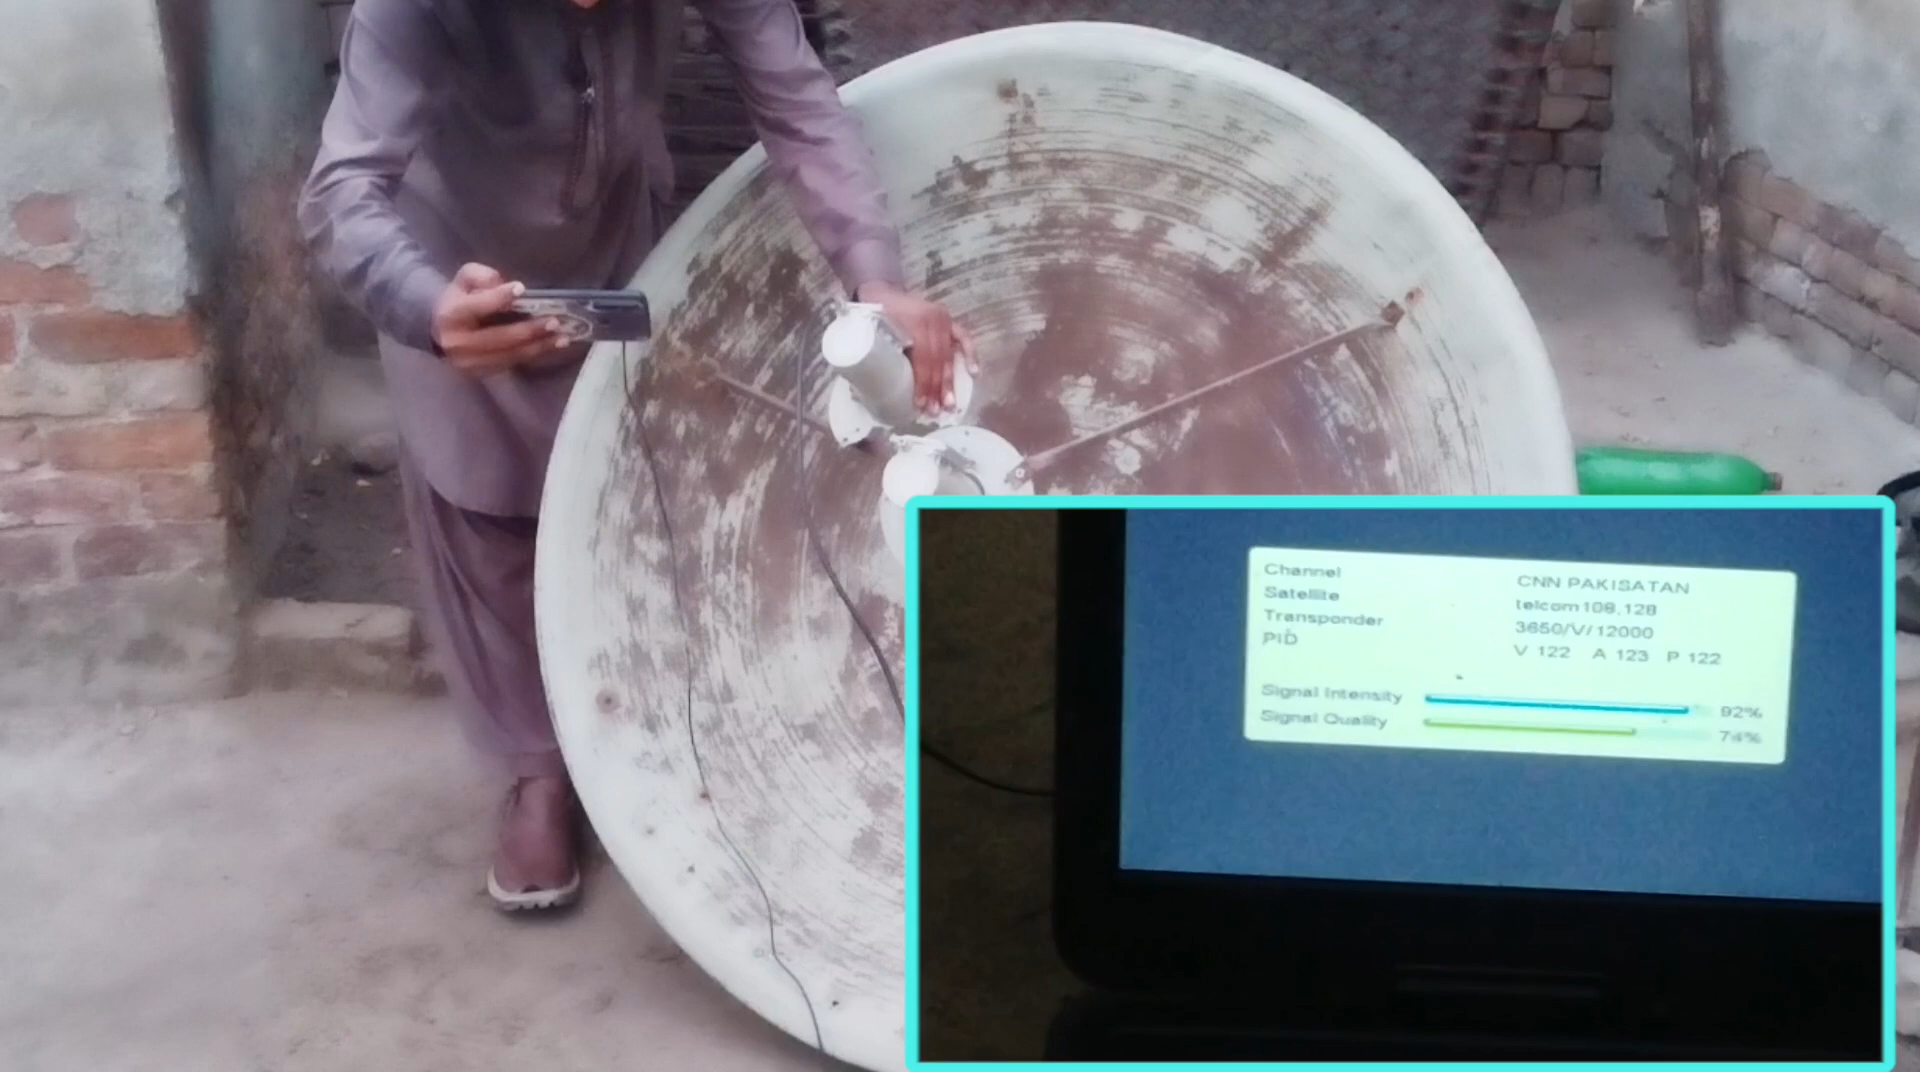 Channel CNN PAKISATAN
Satellite telcom108,128
Transponder 3650/V/12000
PID V 122 A 123 P 122
Signal Intensity 92%
Signal Quality 74%